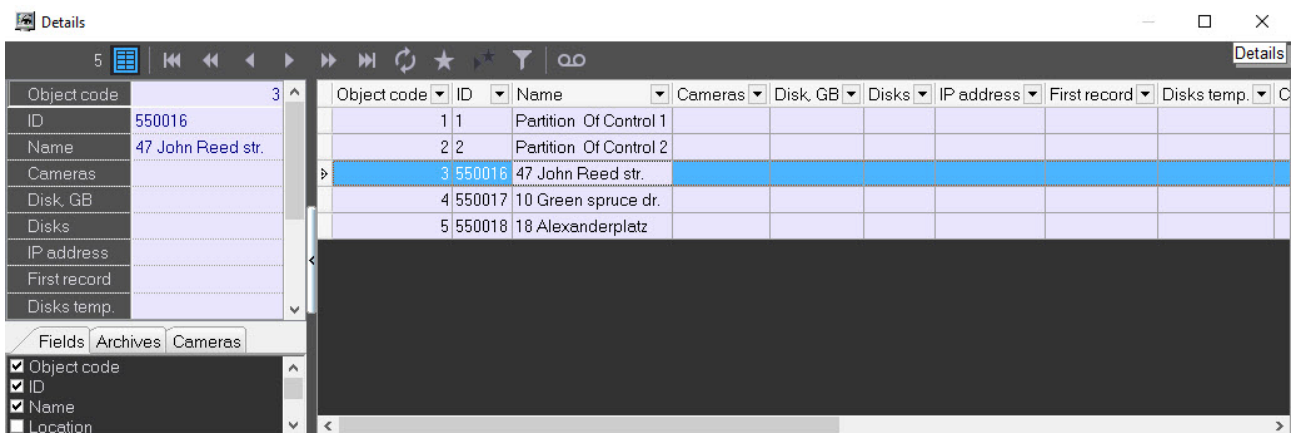 Details
5
Details
Object code 3
ID 550016
Name 47 John Reed str.
Cameras
Disk, GB
Disks
IP address
First record
Disks temp.
Fields Archives Cameras
Object code
ID
Name
Location
Object code ID Name Cameras Disk, GB Disks IP address First record Disks temp. C
1 1 Partition Of Control 1
2 2 Partition Of Control 2
3 550016 47 John Reed str.
4 550017 10 Green spruce dr.
5 550018 18 Alexanderplatz